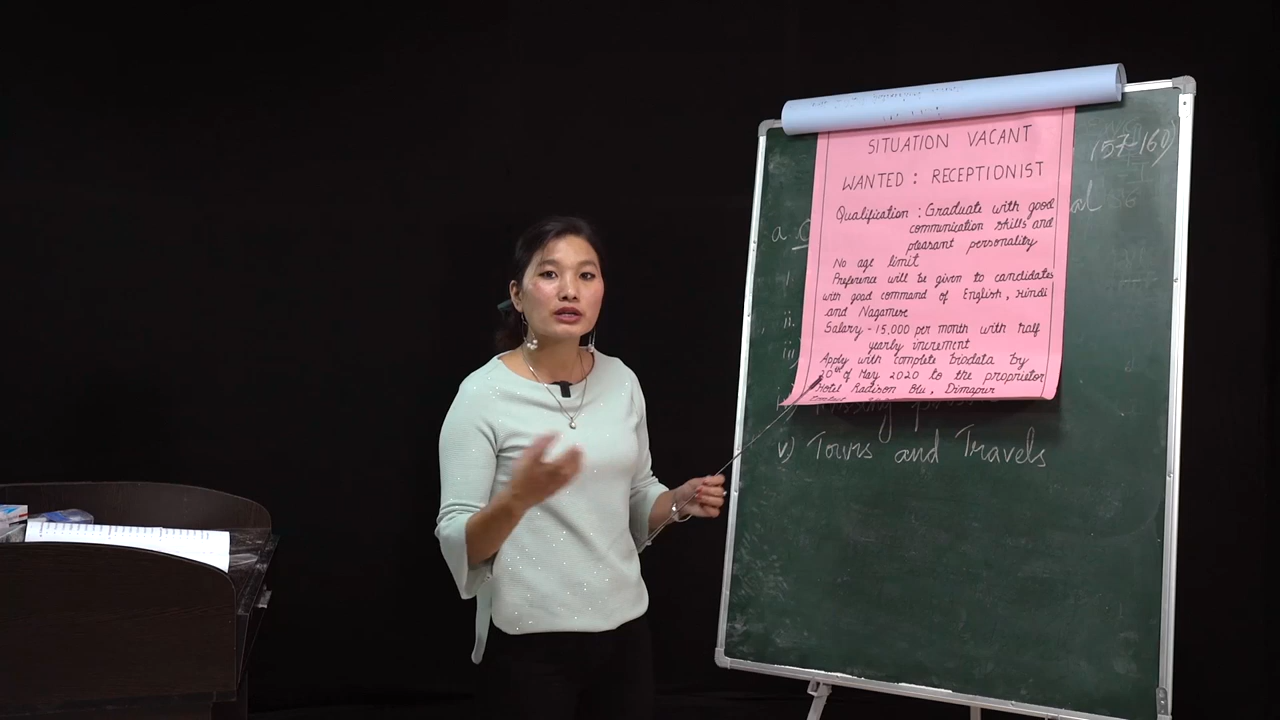 SITUATION VACANT
WANTED: RECEPTIONIST
Qualification: Graduate with good
communication skills and
pleasant personality
No age limit
Preference will be given to candidates
with good command of English, Hindi
and Nagamese
Salary - 15,000 per month with half
yearly increment
Apply with complete biodata by
20th of May 2020 to the proprietor
Hotel Radison Blu, Dimapur
(57-160)
a.
i.
ii.
iii)
v) Tours and Travels